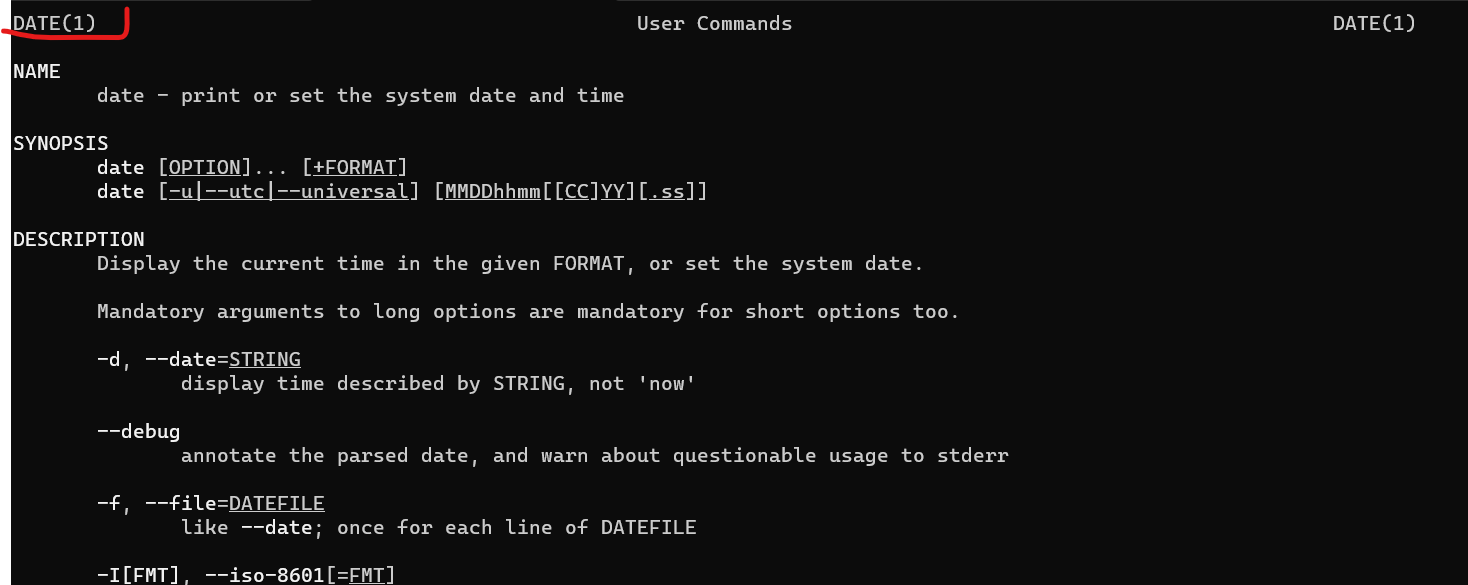 DATE(1) User Commands DATE(1)
NAME
date - print or set the system date and time
SYNOPSIS
date [OPTION]... [+FORMAT]
date [-u|--utc|--universal] [MMDDhhmm[[CC]YY][.ss]]
DESCRIPTION
Display the current time in the given FORMAT, or set the system date.
Mandatory arguments to long options are mandatory for short options too.
-d, --date=STRING
display time described by STRING, not 'now'
--debug
annotate the parsed date, and warn about questionable usage to stderr
-f, --file=DATEFILE
like --date; once for each line of DATEFILE
-I[FMT], --iso-8601[=FMT]